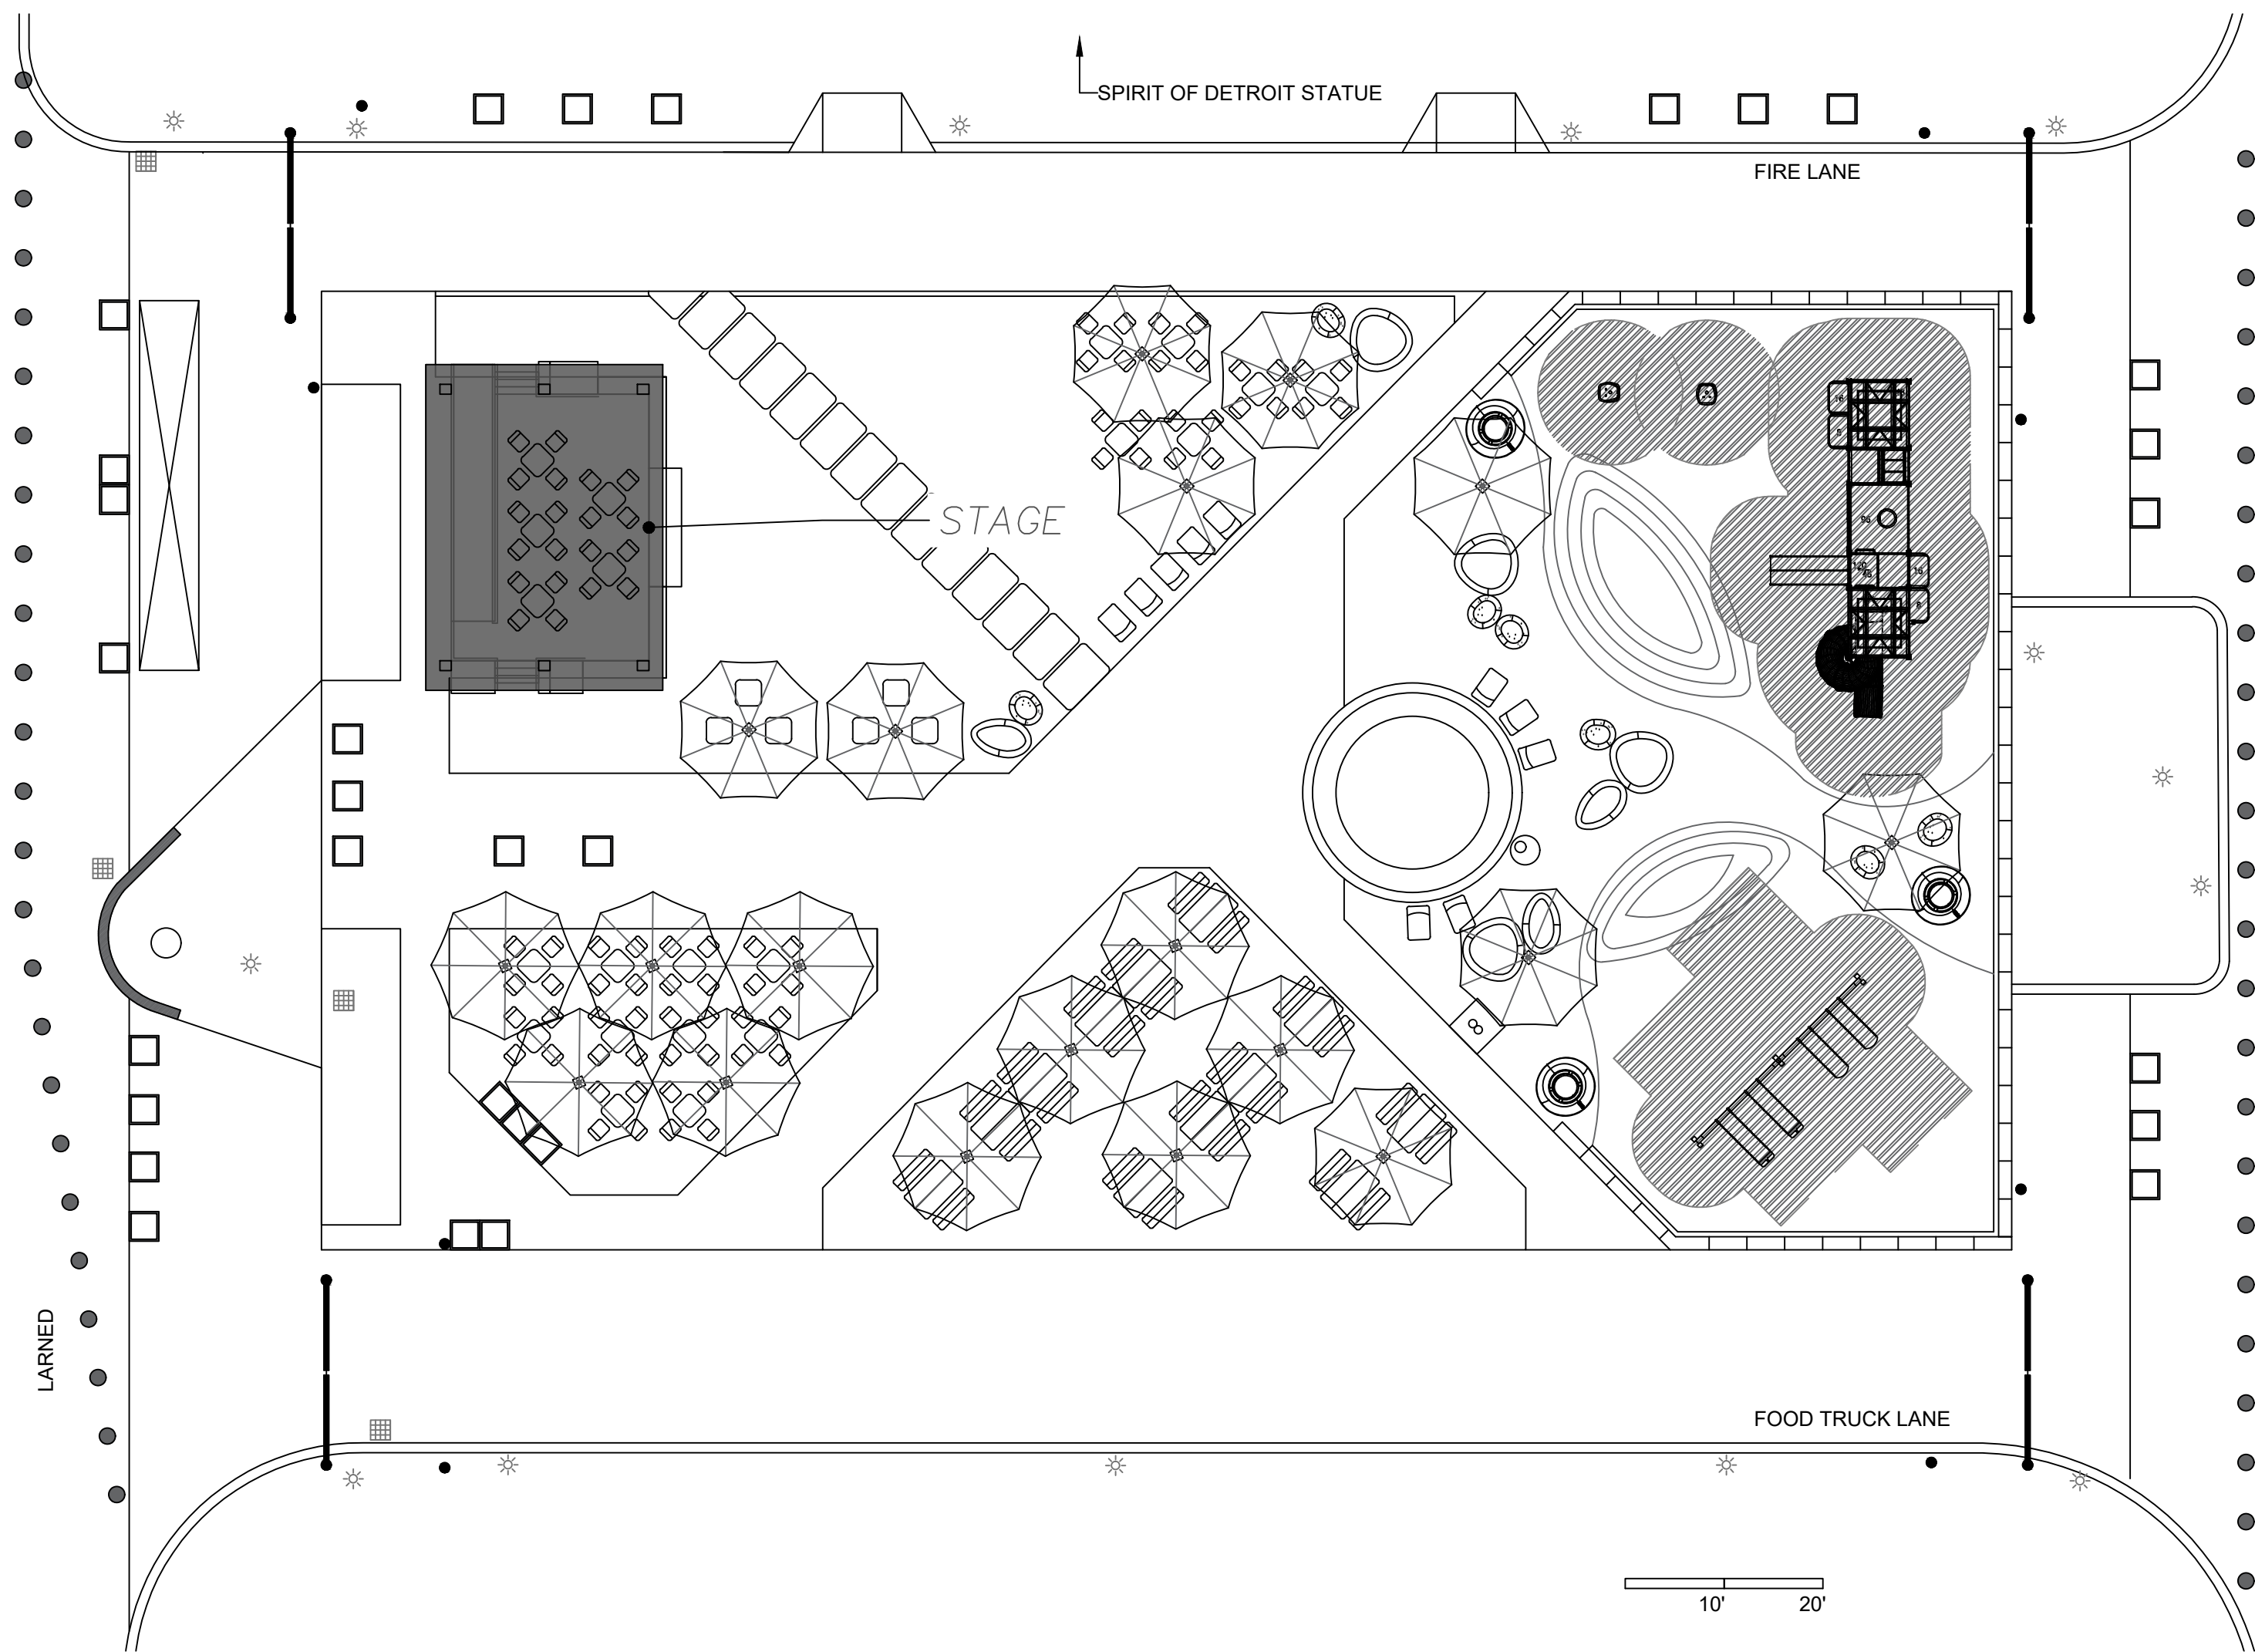 SPIRIT OF DETROIT STATUE
FIRE LANE
STAGE
LARNED
FOOD TRUCK LANE
10' 20'